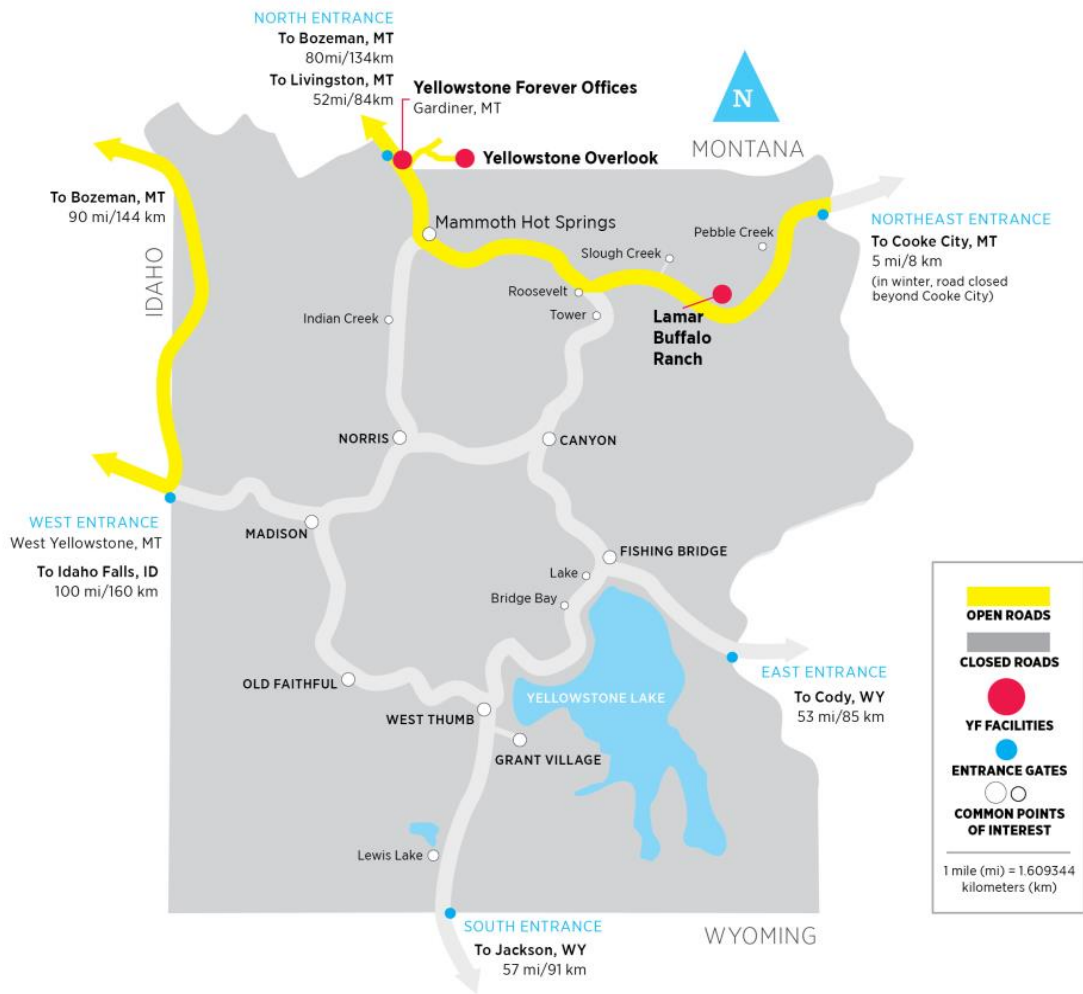 NORTH ENTRANCE
To Bozeman, MT
80mi/134km
To Livingston, MT
52mi/84km
Yellowstone Forever Offices
Gardiner, MT
N
MONTANA
Yellowstone Overlook
To Bozeman, MT
90 mi/144 km
IDAHO
Mammoth Hot Springs
Pebble Creek
Slough Creek
NORTHEAST ENTRANCE
To Cooke City, MT
5 mi/8 km
(in winter, road closed
beyond Cooke City)
Roosevelt
Tower
Indian Creek
Lamar
Buffalo
Ranch
NORRIS
CANYON
WEST ENTRANCE
West Yellowstone, MT
To Idaho Falls, ID
100 mi/160 km
MADISON
FISHING BRIDGE
Lake
Bridge Bay
OLD FAITHFUL
WEST THUMB
YELLOWSTONE LAKE
GRANT VILLAGE
EAST ENTRANCE
To Cody, WY
53 mi/85 km
Lewis Lake
SOUTH ENTRANCE
To Jackson, WY
57 mi/91 km
WYOMING
OPEN ROADS
CLOSED ROADS
YF FACILITIES
ENTRANCE GATES
COMMON POINTS
OF INTEREST
1 mile (mi) = 1.609344
kilometers (km)